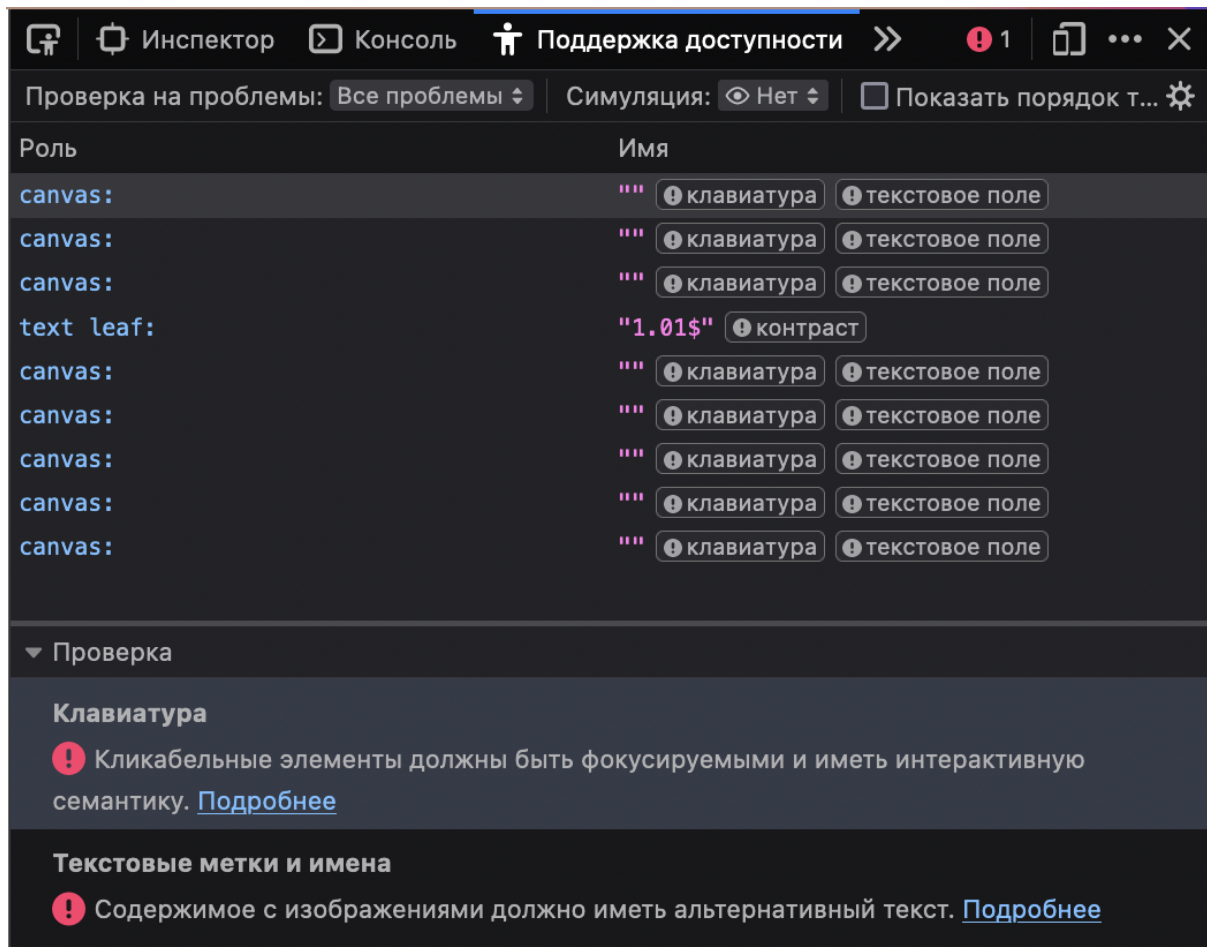 Инспектор Консоль Поддержка доступности 1
Проверка на проблемы: Все проблемы Симуляция: Нет Показать порядок т...
Роль Имя
canvas: "" клавиатура текстовое поле
canvas: "" клавиатура текстовое поле
canvas: "" клавиатура текстовое поле
text leaf: "1.01$" контраст
canvas: "" клавиатура текстовое поле
canvas: "" клавиатура текстовое поле
canvas: "" клавиатура текстовое поле
canvas: "" клавиатура текстовое поле
canvas: "" клавиатура текстовое поле
Проверка
Клавиатура
Кликабельные элементы должны быть фокусируемыми и иметь интерактивную
семантику. Подробнее
Текстовые метки и имена
Содержимое с изображениями должно иметь альтернативный текст. Подробнее